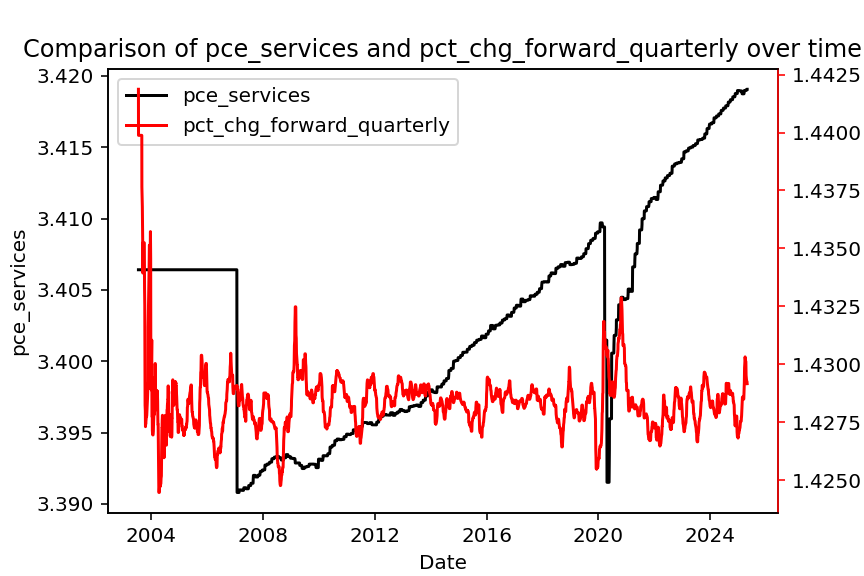 Comparison of pce_services and pct_chg_forward_quarterly over time
pce_services
pct_chg_forward_quarterly
3.420
3.415
3.410
3.405
3.400
3.395
3.390
pce_services
1.4425
1.4400
1.4375
1.4350
1.4325
1.4300
1.4275
1.4250
2004 2008 2012 2016 2020 2024
Date